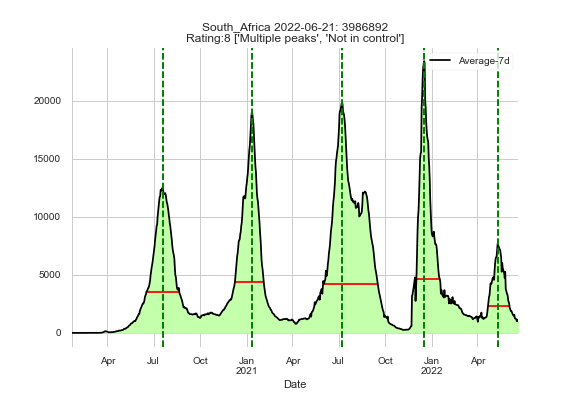 South_Africa 2022-06-21: 3986892
Rating:8 ['Multiple peaks', 'Not in control']
Average-7d
20000
15000
10000
5000
0
Apr Jul Oct Jan Apr Jul Oct Jan Apr
2021 2022
Date